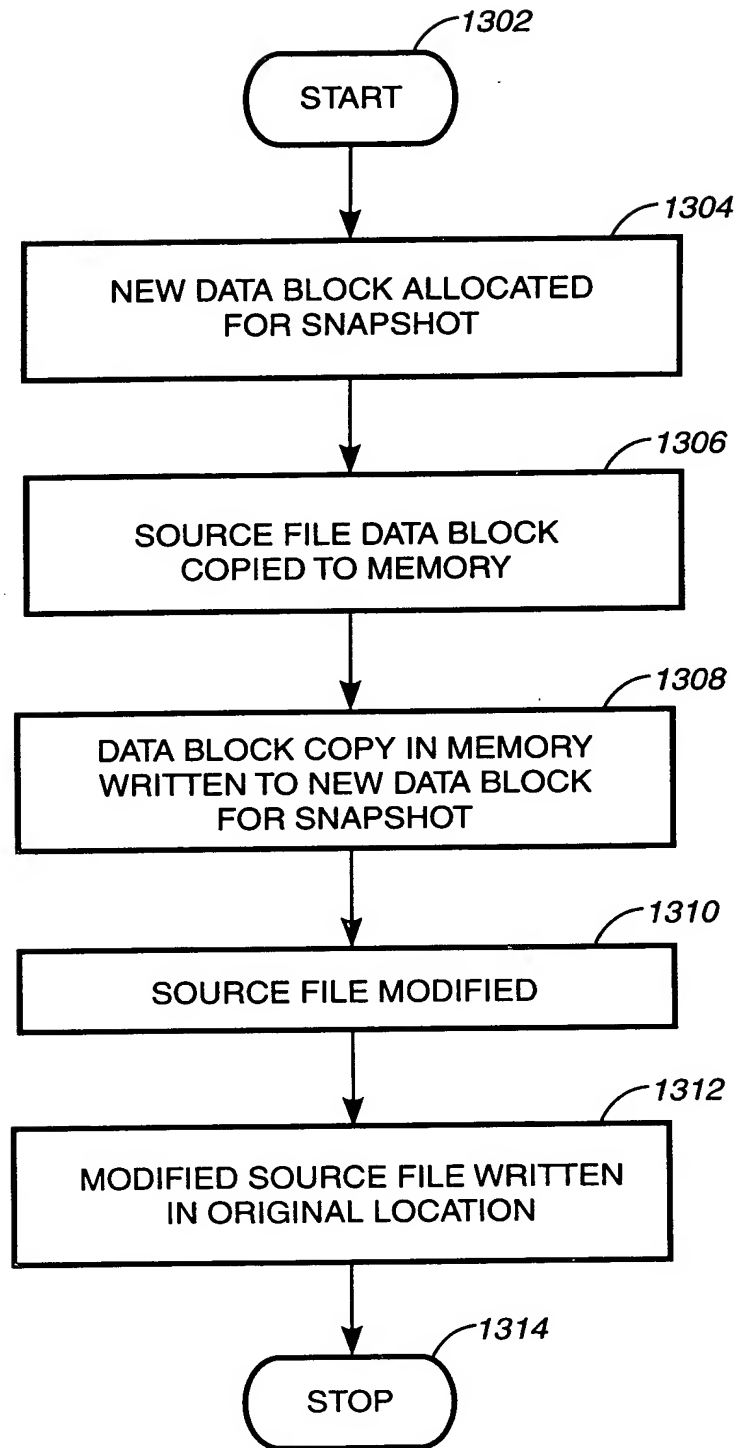 1302
START
1304
NEW DATA BLOCK ALLOCATED
FOR SNAPSHOT
1306
SOURCE FILE DATA BLOCK
COPIED TO MEMORY
1308
DATA BLOCK COPY IN MEMORY
WRITTEN TO NEW DATA BLOCK
FOR SNAPSHOT
1310
SOURCE FILE MODIFIED
1312
MODIFIED SOURCE FILE WRITTEN
IN ORIGINAL LOCATION
1314
STOP